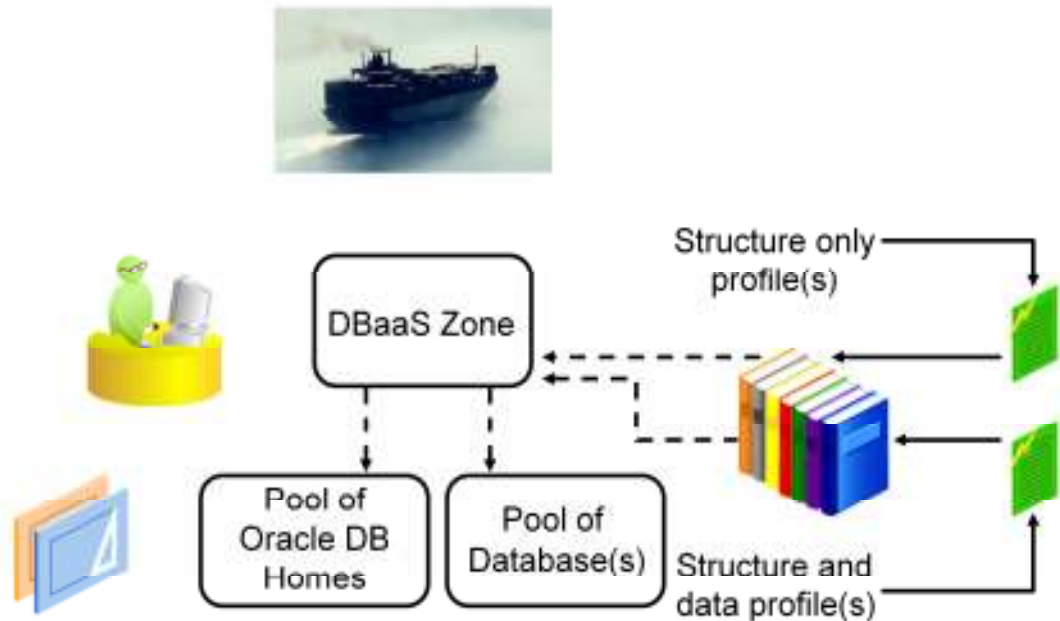 Structure only
profile(s)
DBaaS Zone
Pool of
Oracle DB
Homes
Pool of
Database(s)
Structure and
data profile(s)